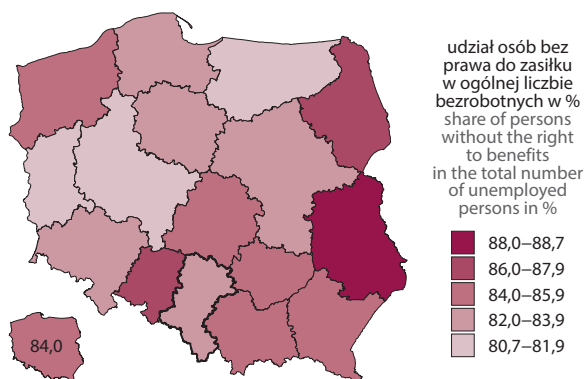 udział osób bez
prawa do zasiłku
w ogólnej liczbie
bezrobotnych w %
share of persons
without the right
to benefits
in the total number
of unemployed
persons in %
88,0–88,7
86,0–87,9
84,0–85,9
82,0–83,9
80,7–81,9
84,0